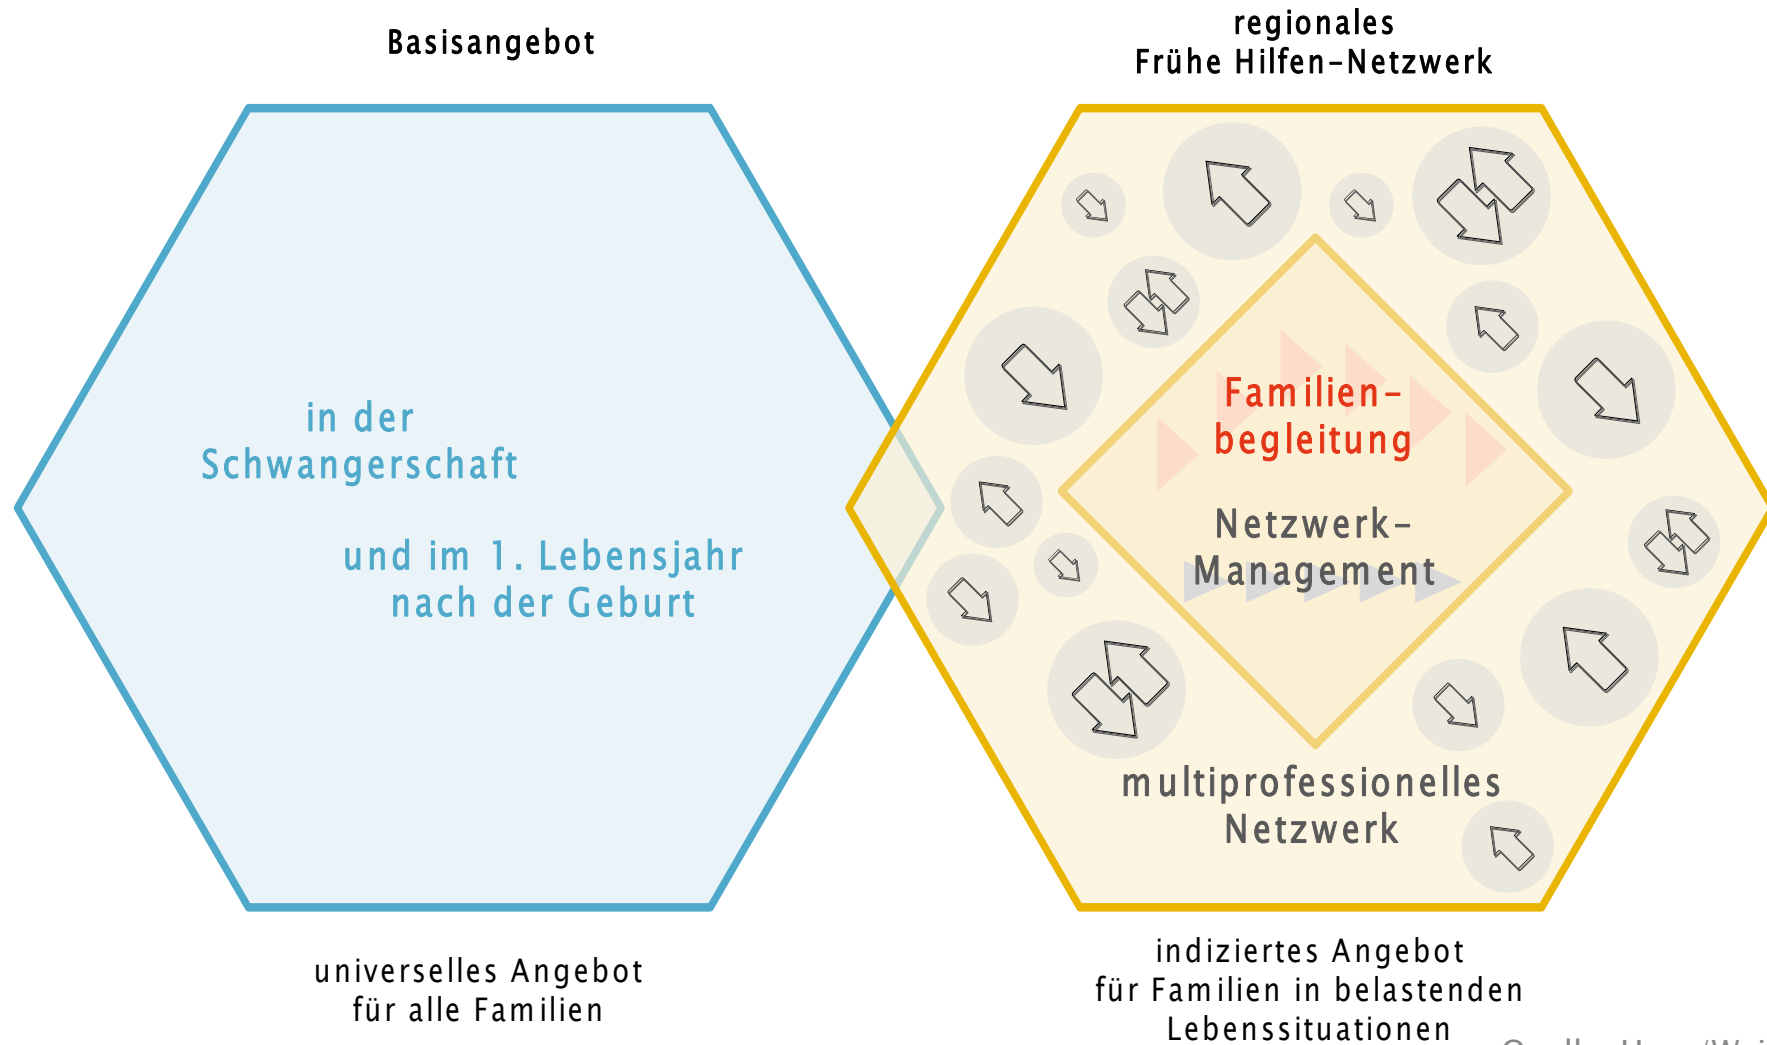 Basisangebot
regionales
Frühe Hilfen-Netzwerk
in der
Schwangerschaft
und im 1. Lebensjahr
nach der Geburt
Familien-
begleitung
Netzwerk-
Management
multiprofessionelles
Netzwerk
universelles Angebot
für alle Familien
indiziertes Angebot
für Familien in belastenden
Lebenssituationen